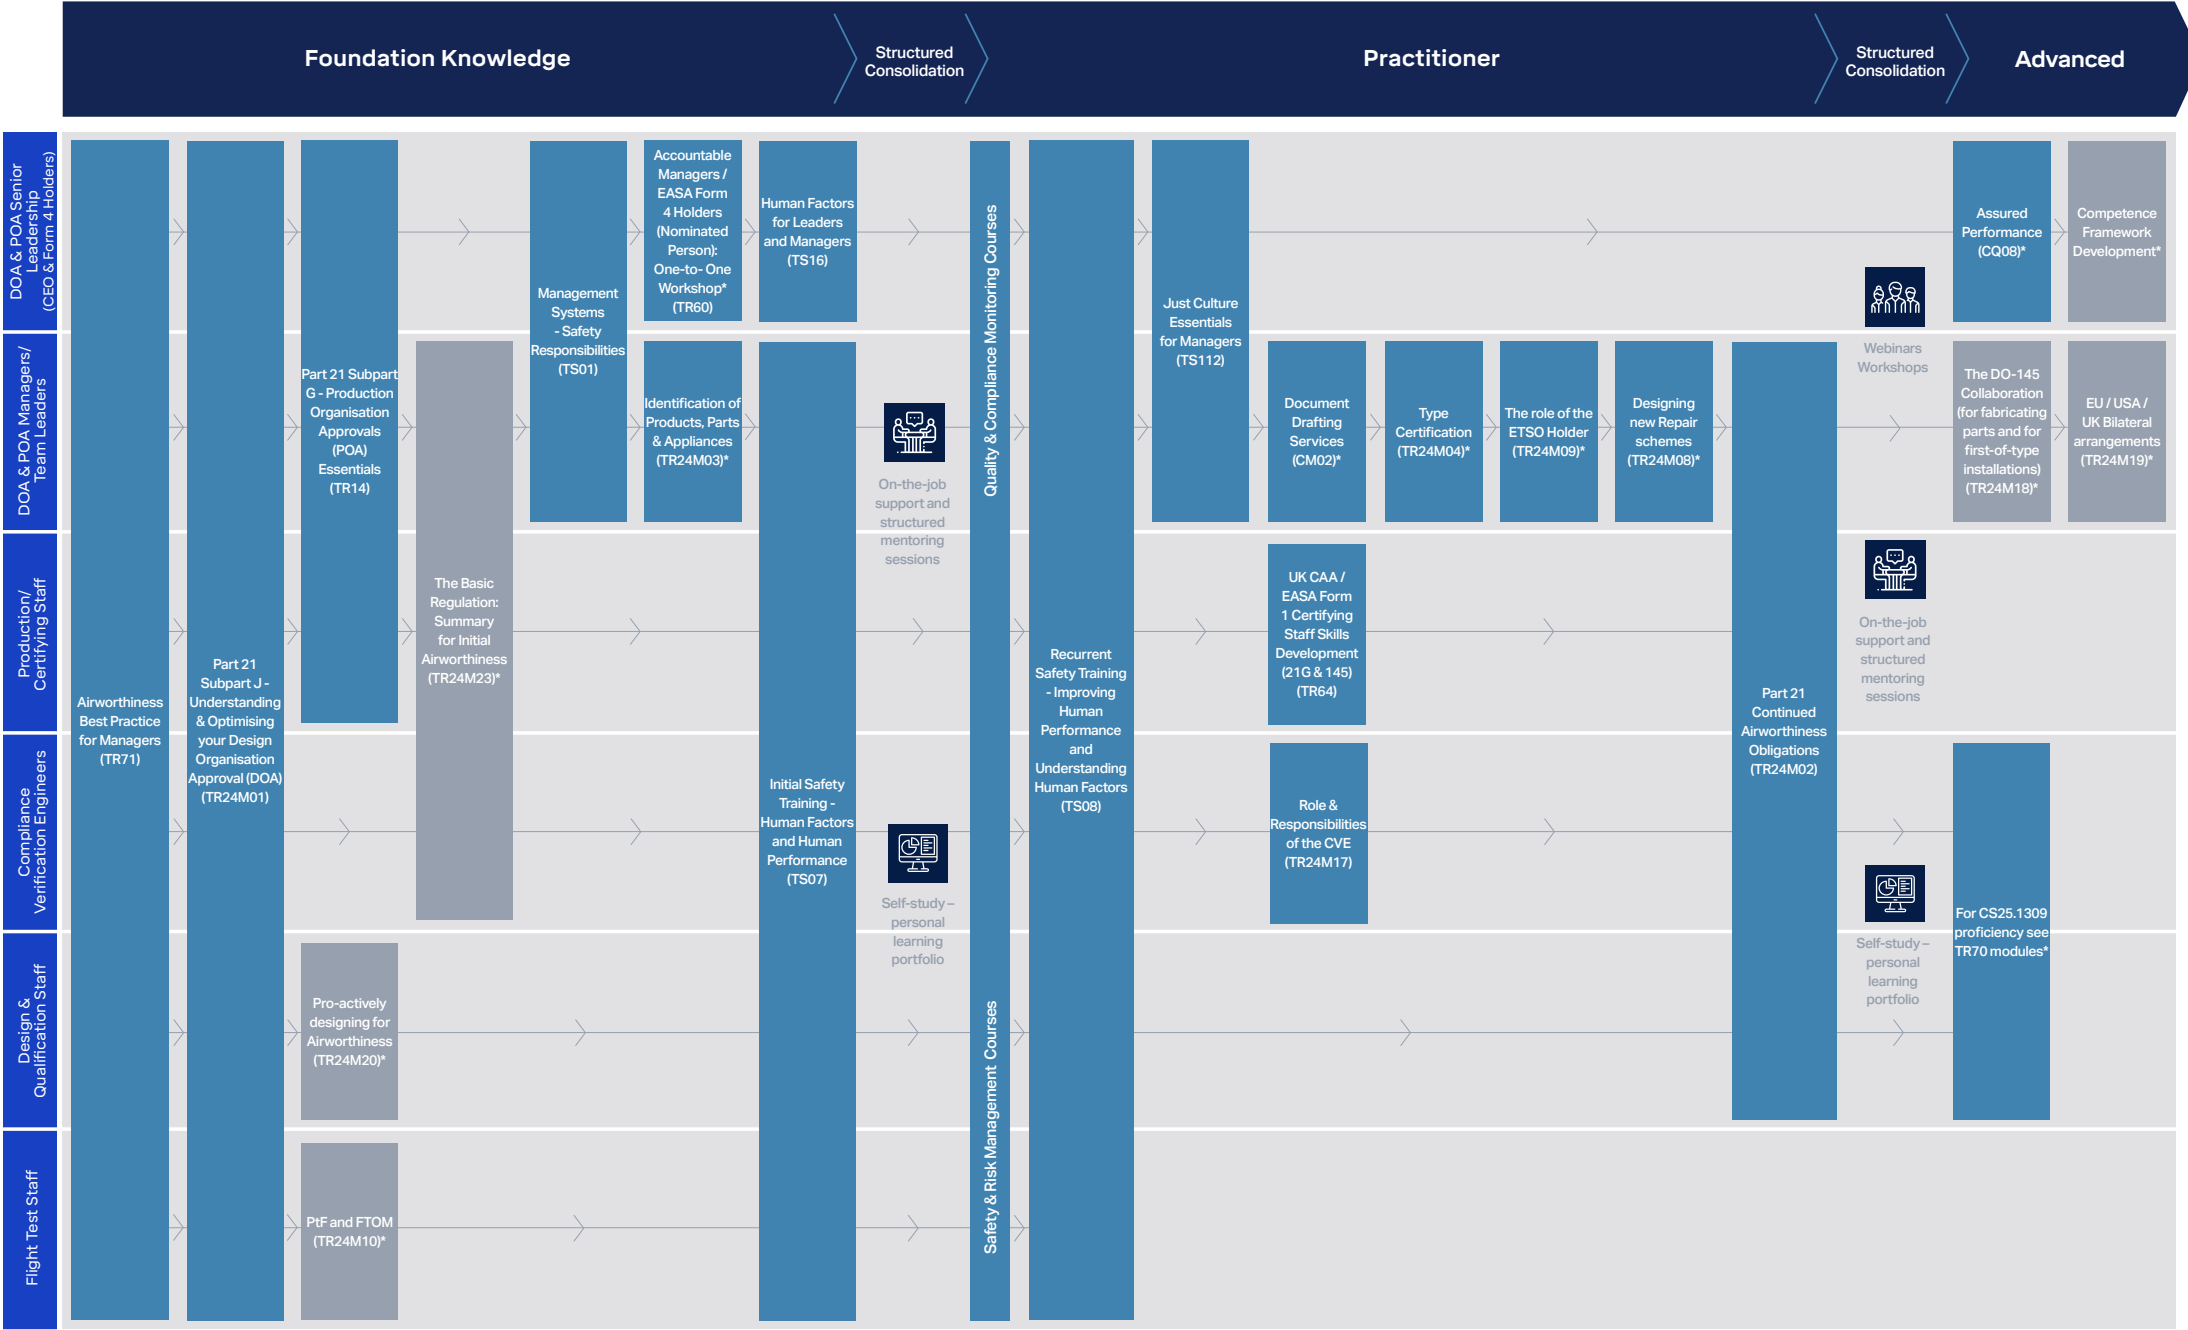 Foundation Knowledge
Structured
Consolidation
Practitioner
Structured
Consolidation
Advanced
DOA & POA Senior
Leadership
(CEO & Form 4 Holders)
DOA & POA Managers/
Team Leaders
Production/
Certifying Staff
Compliance
Verification Engineers
Design &
Qualification Staff
Flight Test Staff
Airworthiness
Best Practice
for Managers
(TR71)
Part 21
Subpart J -
Understanding
& Optimising
your Design
Organisation
Approval (DOA)
(TR24M01)
Part 21 Subpart
G - Production
Organisation
Approvals
(POA)
Essentials
(TR14)
Pro-actively
designing for
Airworthiness
(TR24M20)*
PtF and FTOM
(TR24M10)*
The Basic
Regulation:
Summary
for Initial
Airworthiness
(TR24M23)*
Management
Systems
- Safety
Responsibilities
(TS01)
Accountable
Managers /
EASA Form
4 Holders
(Nominated
Person):
One-to- One
Workshop*
(TR60)
Identification of
Products, Parts
& Appliances
(TR24M03)*
Human Factors
for Leaders
and Managers
(TS16)
Initial Safety
Training -
Human Factors
and Human
Performance
(TS07)
On-the-job
support and
structured
mentoring
sessions
Self-study –
personal
learning
portfolio
Quality & Compliance Monitoring Courses
Safety & Risk Management Courses
Recurrent
Safety Training
- Improving
Human
Performance
and
Understanding
Human Factors
(TS08)
Just Culture
Essentials
for Managers
(TS112)
Document
Drafting
Services
(CM02)*
Type
Certification
(TR24M04)*
The role of the
ETSO Holder
(TR24M09)*
Designing
new Repair
schemes
(TR24M08)*
UK CAA /
EASA Form
1 Certifying
Staff Skills
Development
(21G & 145)
(TR64)
Role &
Responsibilities
of the CVE
(TR24M17)
Part 21
Continued
Airworthiness
Obligations
(TR24M02)
Webinars
Workshops
On-the-job
support and
structured
mentoring
sessions
Self-study –
personal
learning
portfolio
Assured
Performance
(CQ08)*
Competence
Framework
Development*
The DO-145
Collaboration
(for fabricating
parts and for
first-of-type
installations)
(TR24M18)*
EU / USA /
UK Bilateral
arrangements
(TR24M19)*
For CS25.1309
proficiency see
TR70 modules*